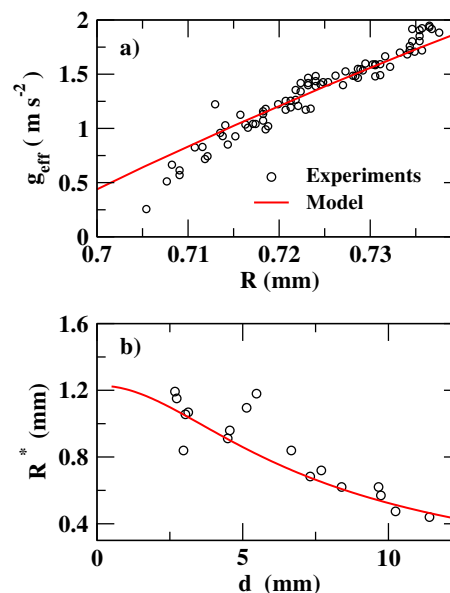 a)
g_eff ( m s^-2 )
2
1.5
1
0.5
0
Experiments
Model
0.7 0.71 0.72 0.73
R (mm)
b)
R* (mm)
1.6
1.2
0.8
0.4
0 5 10
d (mm)